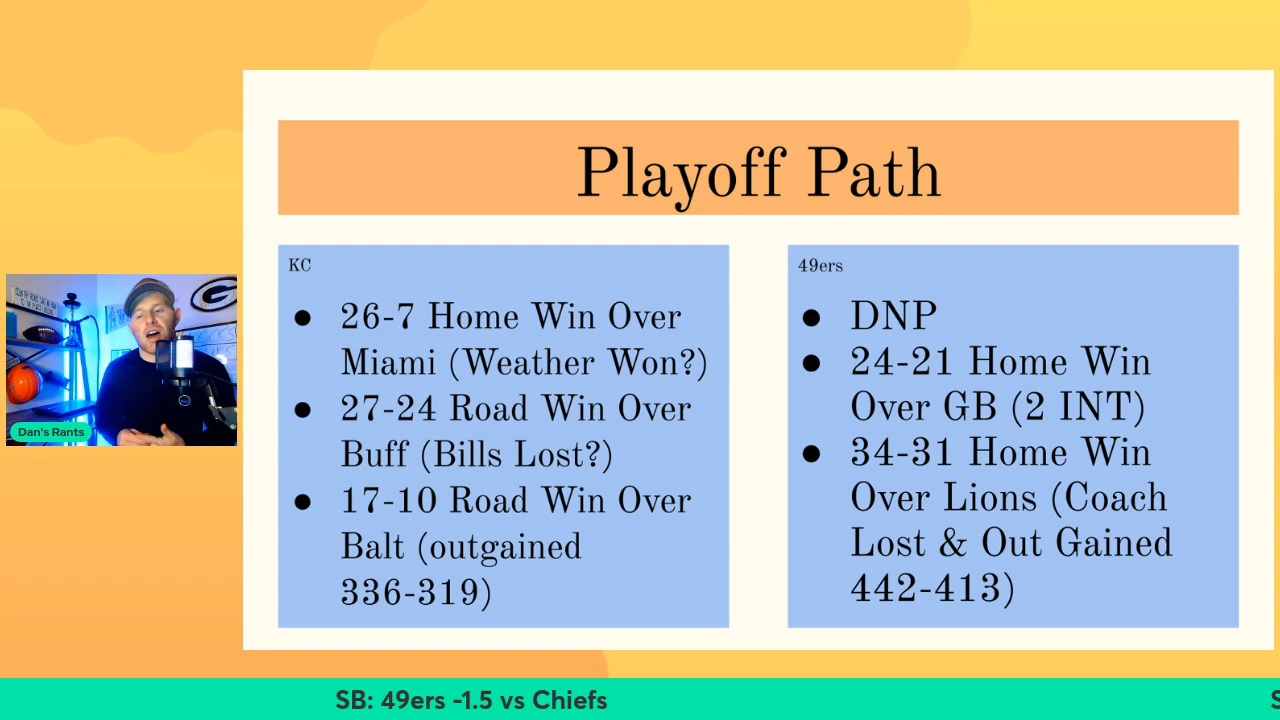 Playoff Path
KC
● 26-7 Home Win Over
Miami (Weather Won?)
● 27-24 Road Win Over
Buff (Bills Lost?)
● 17-10 Road Win Over
Balt (outgained
336-319)
49ers
● DNP
● 24-21 Home Win
Over GB (2 INT)
● 34-31 Home Win
Over Lions (Coach
Lost & Out Gained
442-413)
Dan's Rants
SB: 49ers -1.5 vs Chiefs